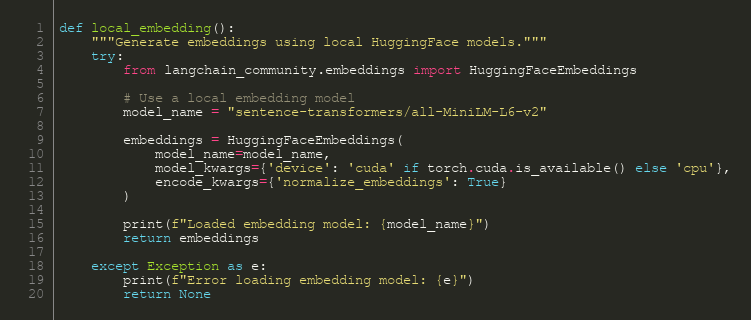 1 def local_embedding():
2     """Generate embeddings using local HuggingFace models."""
3     try:
4         from langchain_community.embeddings import HuggingFaceEmbeddings
5
6         # Use a local embedding model
7         model_name = "sentence-transformers/all-MiniLM-L6-v2"
8
9         embeddings = HuggingFaceEmbeddings(
10             model_name=model_name,
11             model_kwargs={'device': 'cuda' if torch.cuda.is_available() else 'cpu'},
12             encode_kwargs={'normalize_embeddings': True}
13         )
14
15         print(f"Loaded embedding model: {model_name}")
16         return embeddings
17
18     except Exception as e:
19         print(f"Error loading embedding model: {e}")
20         return None